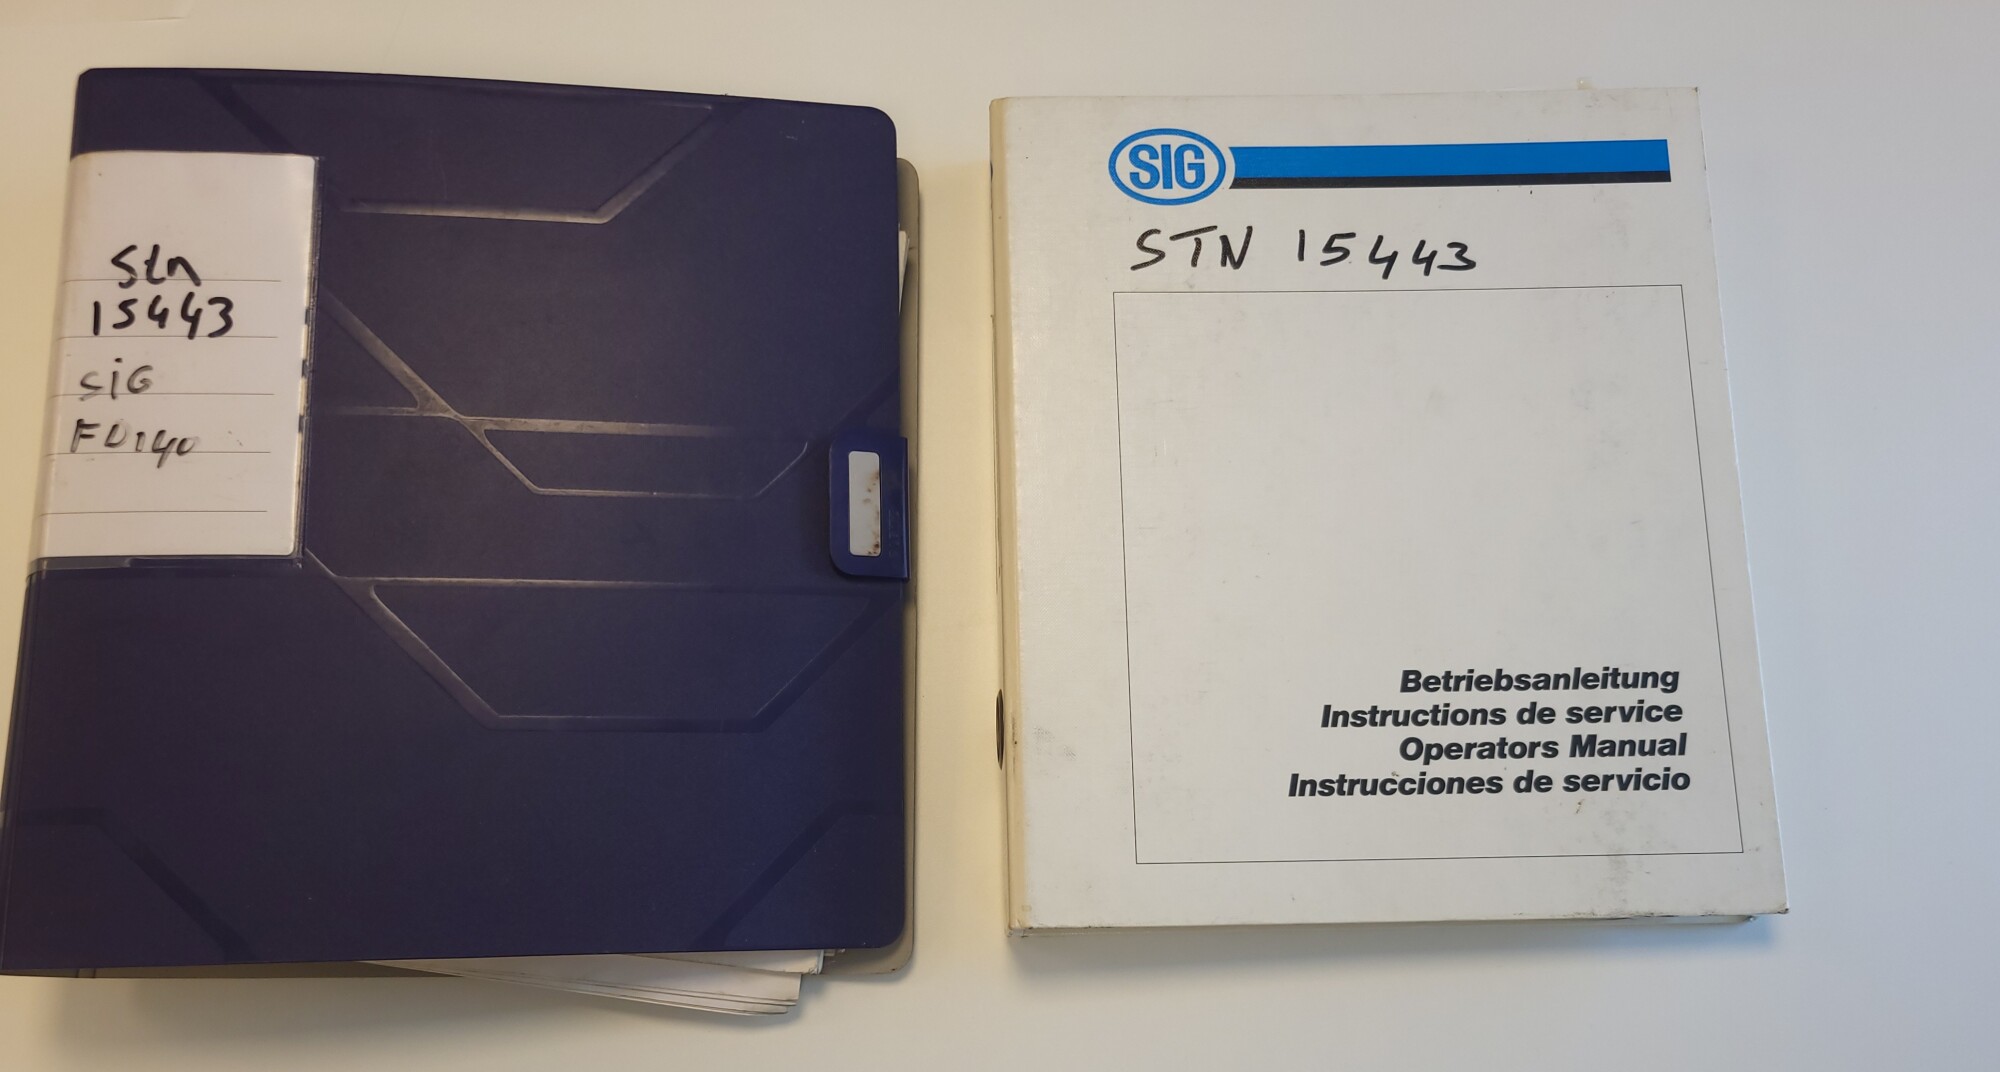 Stn
15443
SiG
FD140
SIG
STN 15443
Betriebsanleitung
Instructions de service
Operators Manual
Instrucciones de servicio